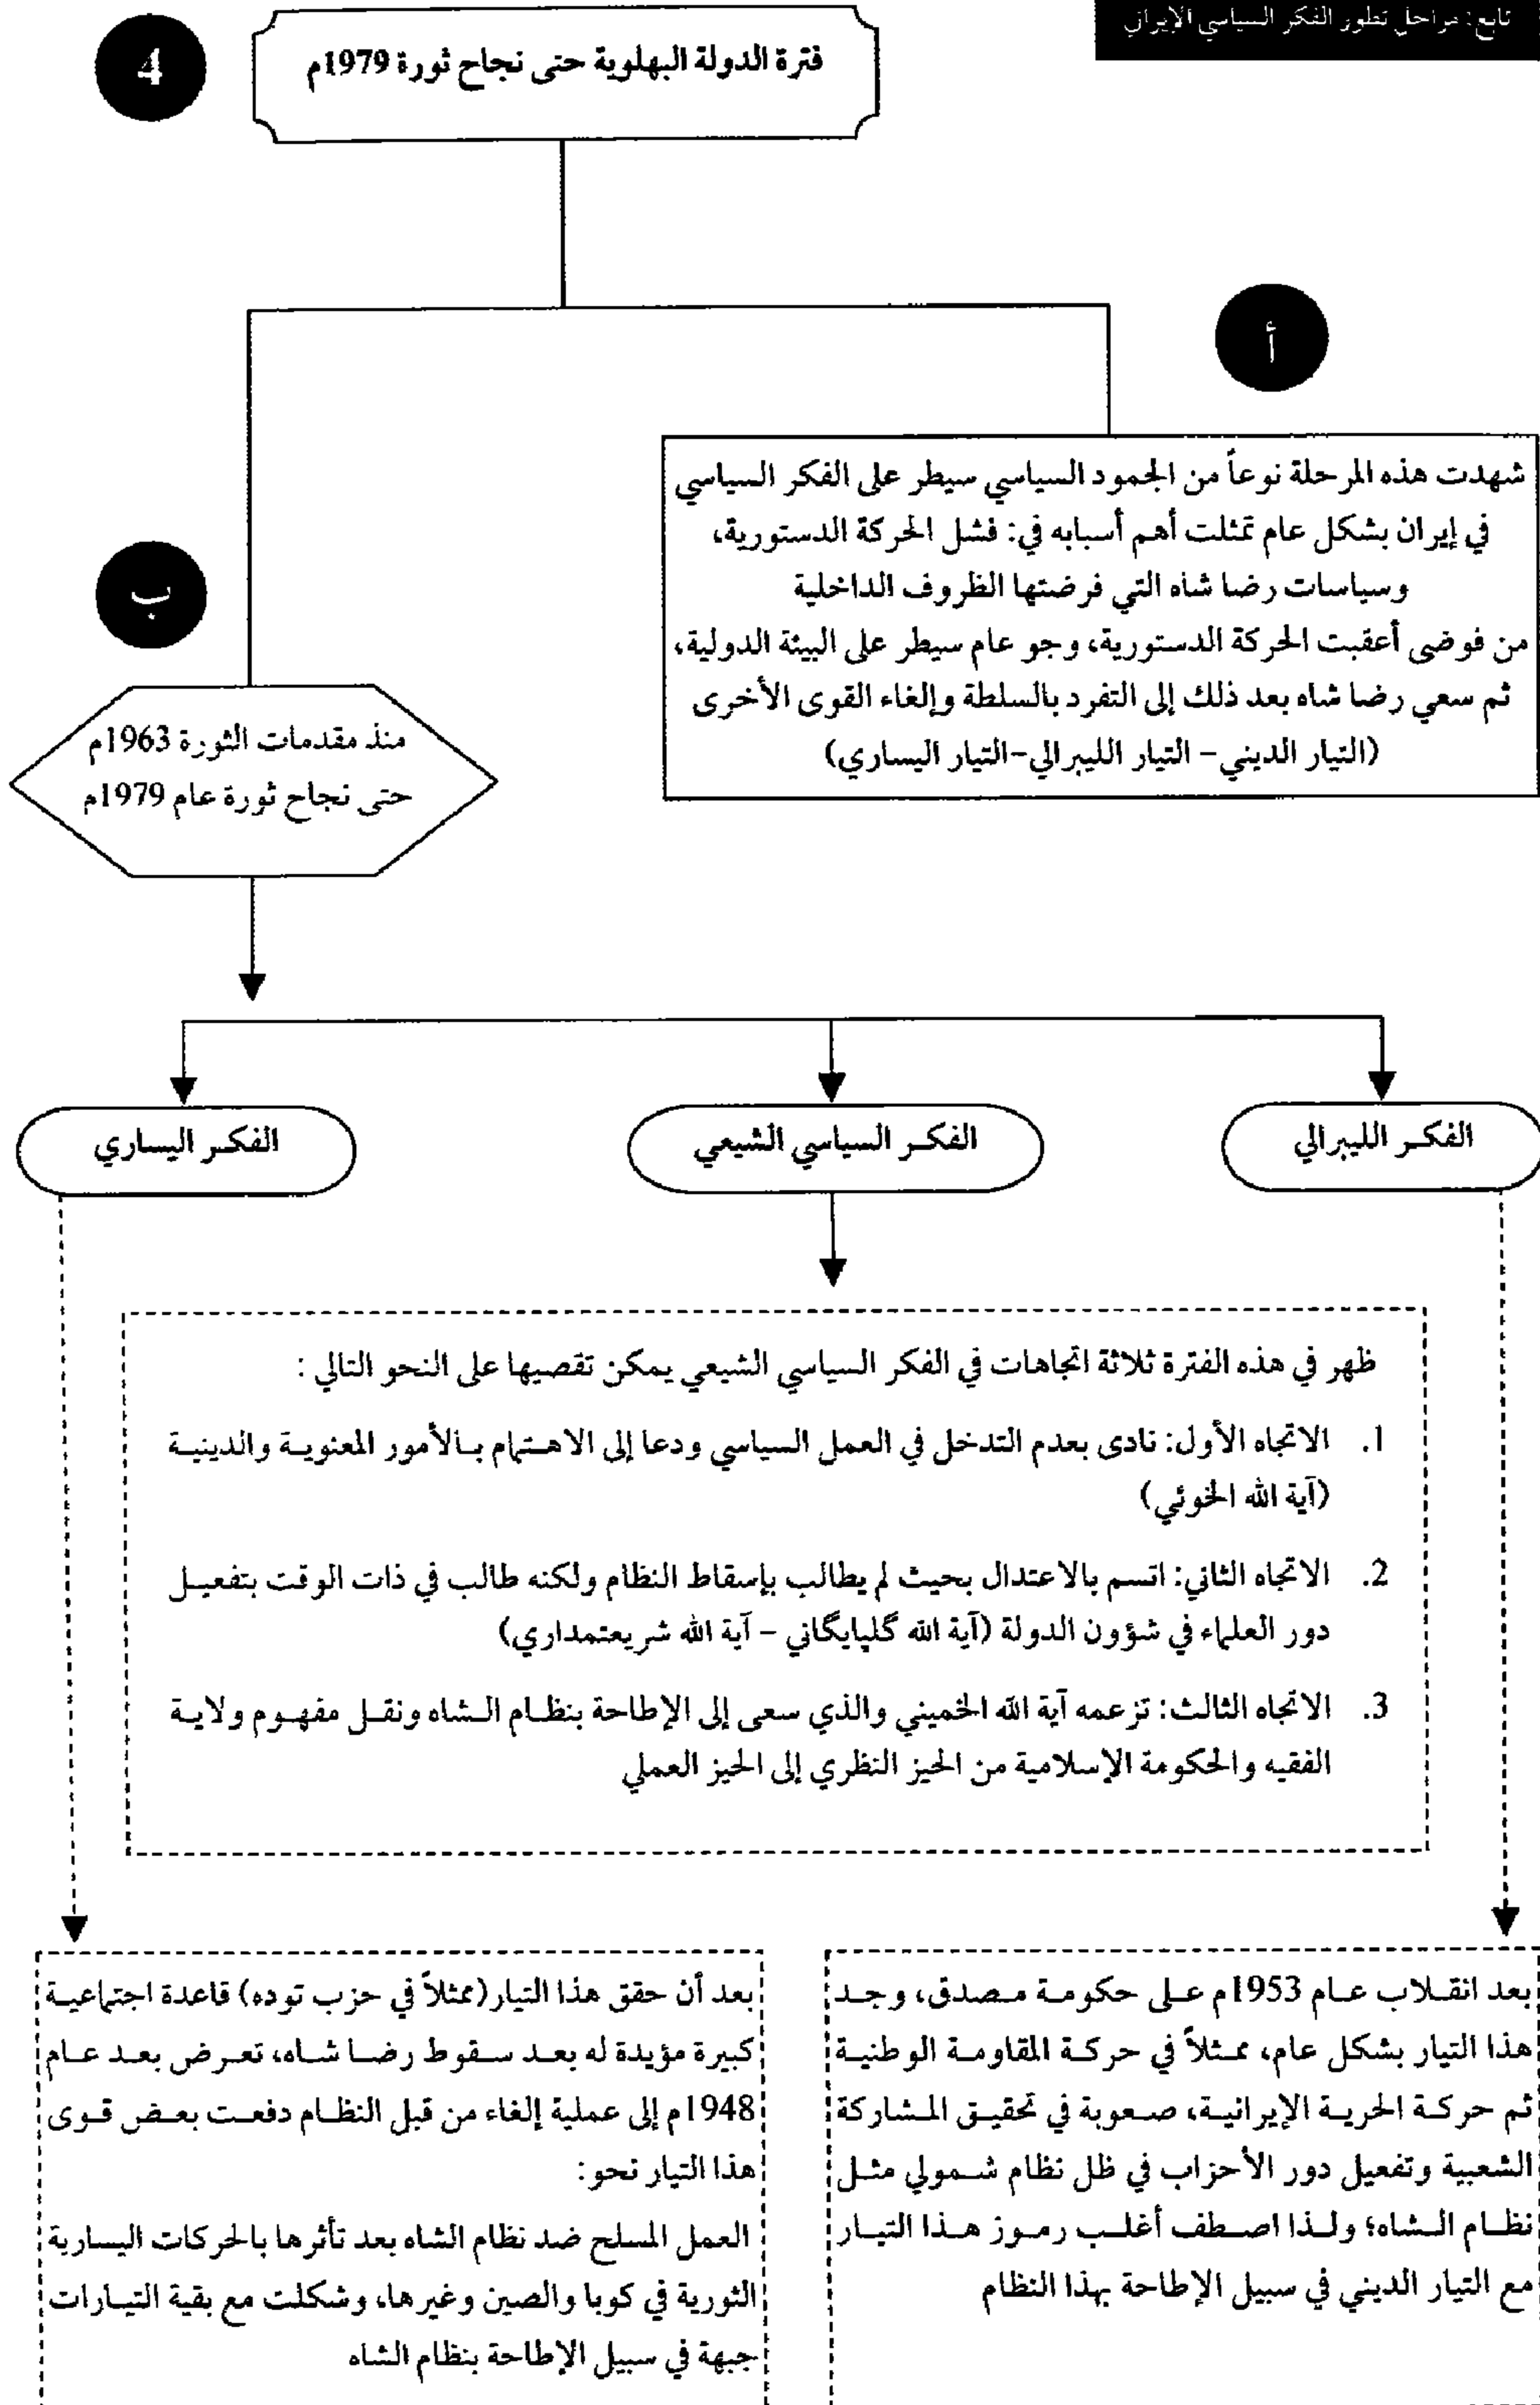 تابع: مراحل تطور الفكر السياسي الإيراني
4
فترة الدولة البهلوية حتى نجاح ثورة 1979م
أ
شهدت هذه المرحلة نوعاً من الجمود السياسي سيطر على الفكر السياسي
في إيران بشكل عام تمثلت أهم أسبابه في: فشل الحركة الدستورية،
وسياسات رضا شاه التي فرضتها الظروف الداخلية
من فوضى أعقبت الحركة الدستورية، وجو عام سيطر على البيئة الدولية،
ثم سعي رضا شاه بعد ذلك إلى التفرد بالسلطة وإلغاء القوى الأخرى
(التيار الديني- التيار الليبرالي-التيار اليساري)
ب
منذ مقدمات الثورة 1963م
حتى نجاح ثورة عام 1979م
الفكر الليبرالي
الفكر السياسي الشيعي
الفكر اليساري
ظهر في هذه الفترة ثلاثة اتجاهات في الفكر السياسي الشيعي يمكن تقصيها على النحو التالي :
1. الاتجاه الأول: نادى بعدم التدخل في العمل السياسي ودعا إلى الاهتمام بالأمور المعنوية والدينية
(آية الله الخوئي)
2. الاتجاه الثاني: اتسم بالاعتدال بحيث لم يطالب بإسقاط النظام ولكنه طالب في ذات الوقت بتفعيل
دور العلماء في شؤون الدولة (آية الله گلپايگاني – آية الله شريعتمداري)
3. الاتجاه الثالث: تزعمه آية الله الخميني والذي سعى إلى الإطاحة بنظام الشاه ونقل مفهوم ولاية
الفقيه والحكومة الإسلامية من الحيز النظري إلى الحيز العملي
بعد انقلاب عام 1953م على حكومة مصدق، وجد
هذا التيار بشكل عام، ممثلاً في حركة المقاومة الوطنية
ثم حركة الحرية الإيرانية، صعوبة في تحقيق المشاركة
الشعبية وتفعيل دور الأحزاب في ظل نظام شمولي مثل
نظام الشاه؛ ولذا اصطف أغلب رموز هذا التيار
مع التيار الديني في سبيل الإطاحة بهذا النظام
بعد أن حقق هذا التيار(ممثلاً في حزب توده) قاعدة اجتماعية
كبيرة مؤيدة له بعد سقوط رضا شاه، تعرض بعد عام
1948م إلى عملية إلغاء من قبل النظام دفعت بعض قوى
هذا التيار نحو:
العمل المسلح ضد نظام الشاه بعد تأثرها بالحركات اليسارية
الثورية في كوبا والصين وغيرها، وشكلت مع بقية التيارات
جبهة في سبيل الإطاحة بنظام الشاه